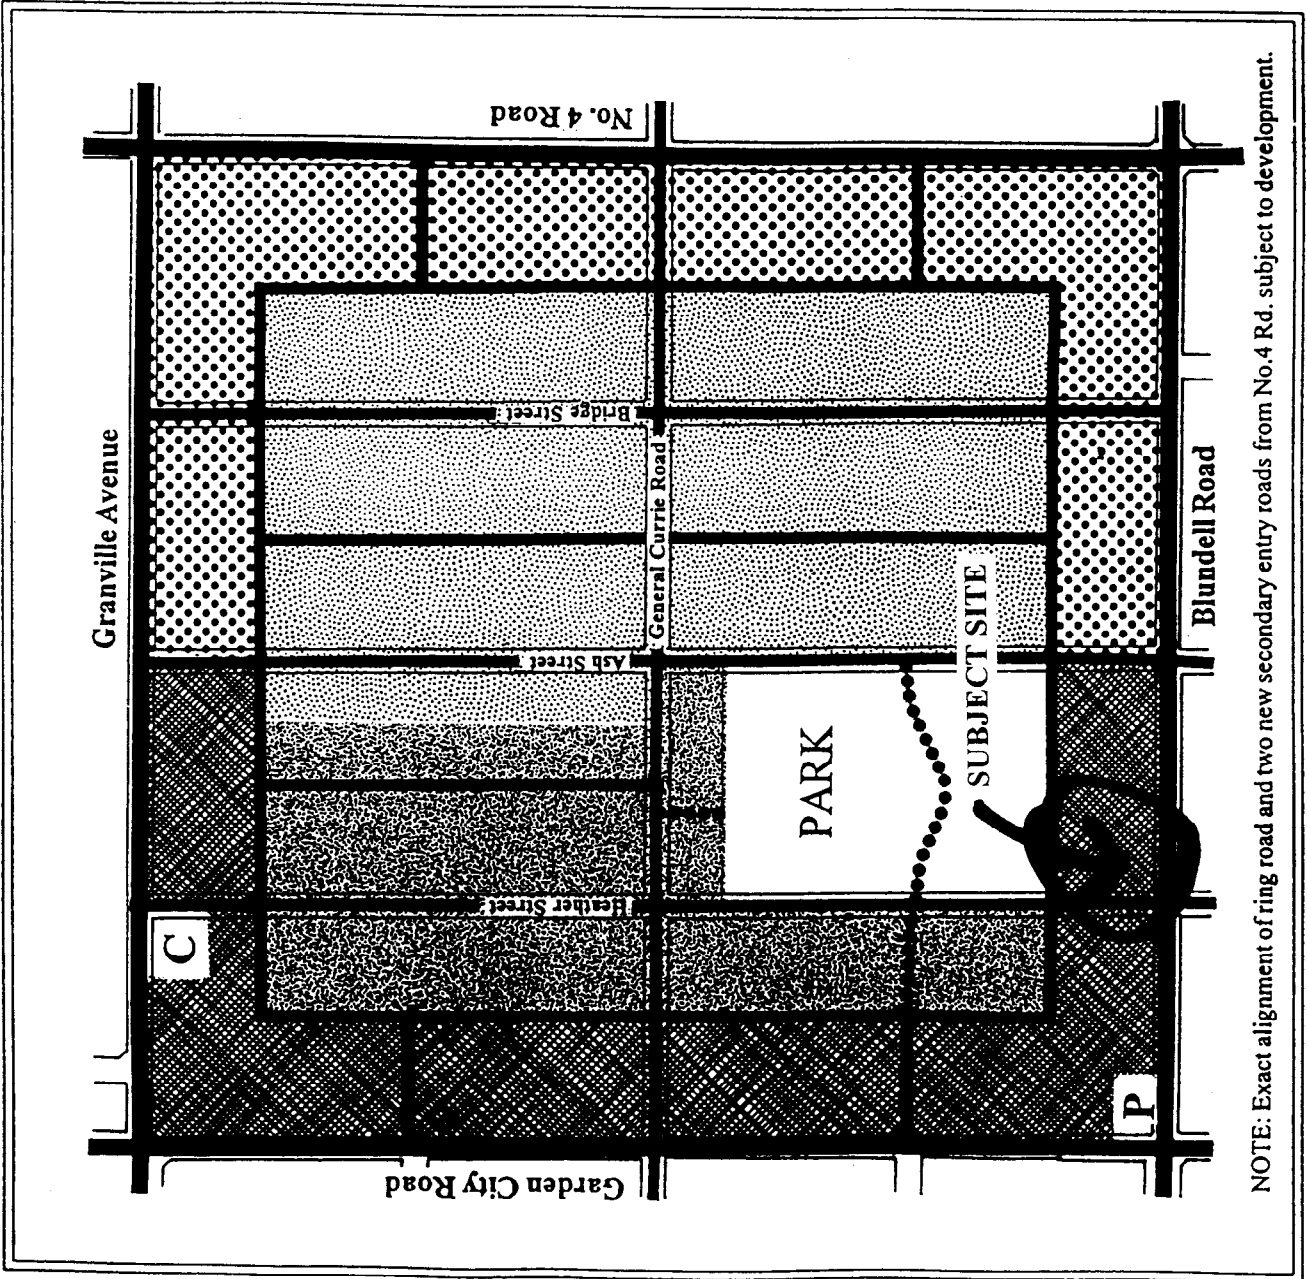 Granville Avenue
No. 4 Road
Bridge Street
General Currie Road
Ash Street
Heather Street
Garden City Road
Blundell Road
C
PARK
SUBJECT SITE
P
NOTE: Exact alignment of ring road and two new secondary entry roads from No.4 Rd. subject to development.